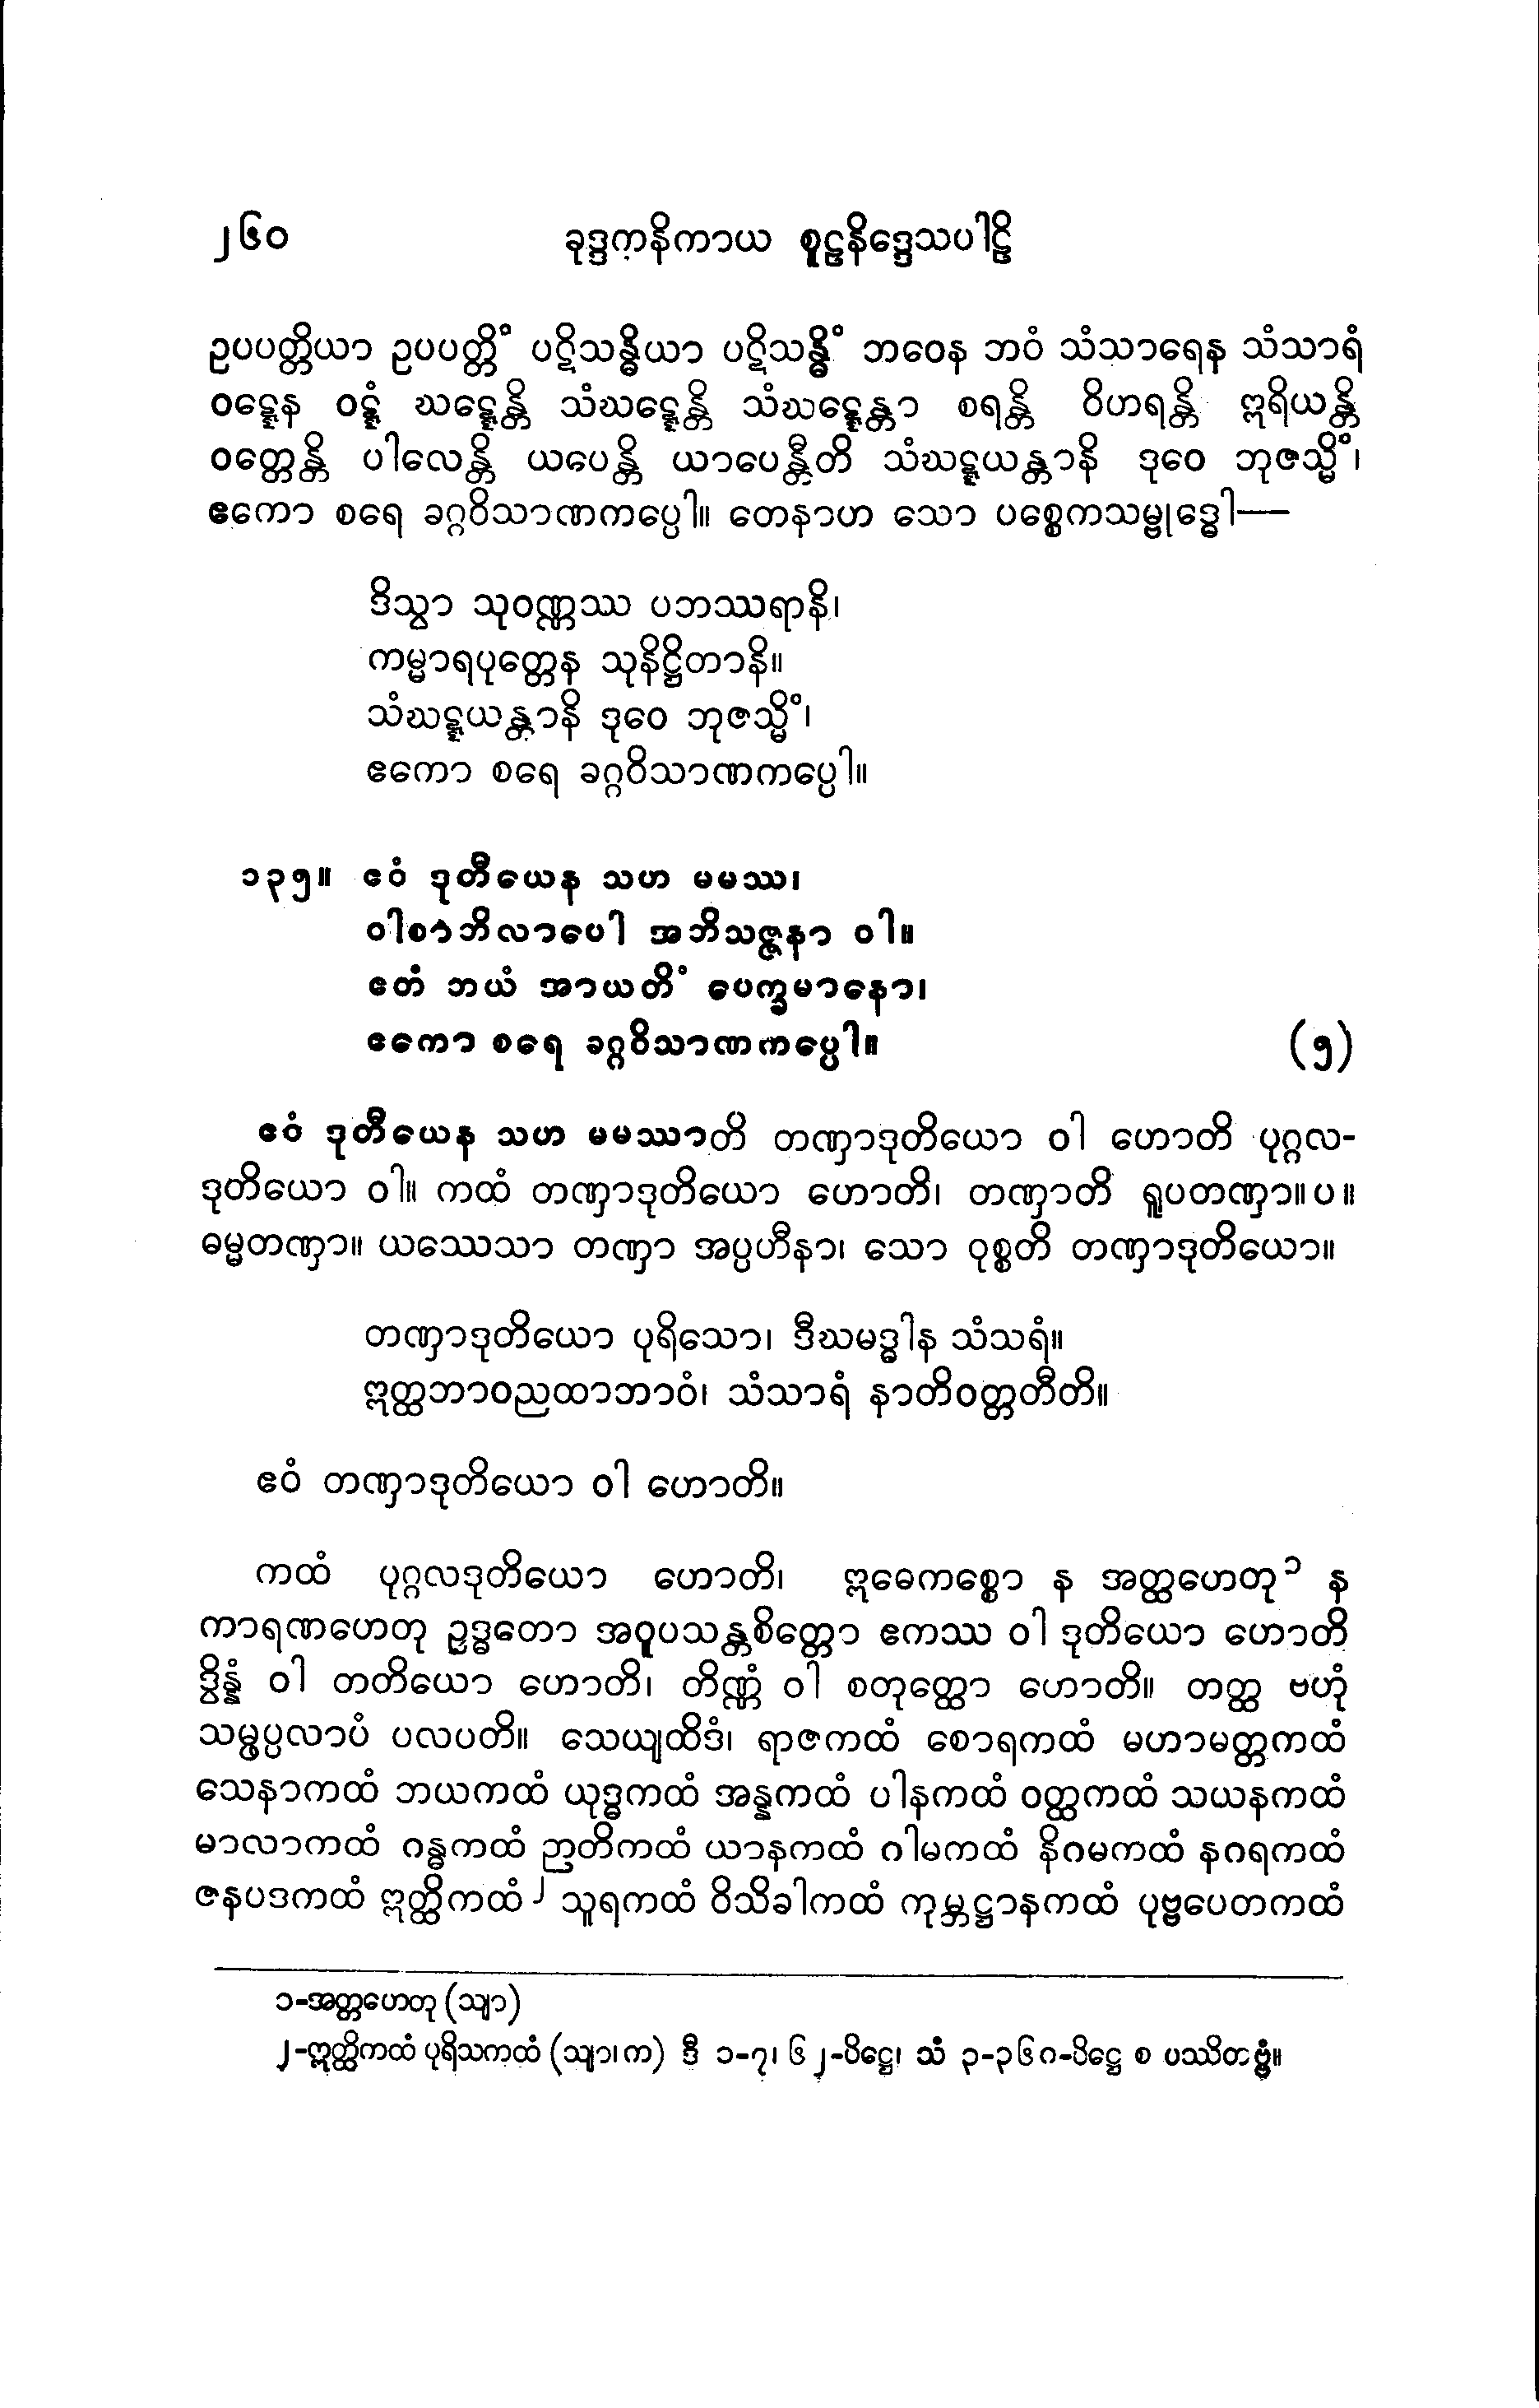 ၂၆၀ ခုဒ္ဒကနိကာယ စူဠနိဒ္ဒေသပါဠိ
ဥပပတ္တိယာ ဥပပတ္တိံ ပဋိသန္ဓိယာ ပဋိသန္ဓိံ ဘဝေန ဘဝံ သံသာရေန သံသာရံ
ဝဋ္ဋေန ဝဋ္ဋံ ဃဋ္ဋေန္တိ သံဃဋ္ဋေန္တိ သံဃဋ္ဋေန္တာ စရန္တိ ဝိဟရန္တိ ဣရိယန္တိ
ဝတ္တေန္တိ ပါလေန္တိ ယပေန္တိ ယာပေန္တီတိ သံဃဋ္ဋယန္တာနိ ဒုဝေ ဘုဇသ္မိံ၊
ဧကော စရေ ခဂ္ဂဝိသာဏကပ္ပေါ။ တေနာဟ သော ပစ္စေကသမ္ဗုဒ္ဓေါ—
ဒိသွာ သုဝဏ္ဏဿ ပဘဿရာနိ၊
ကမ္မာရပုတ္တေန သုနိဋ္ဌိတာနိ။
သံဃဋ္ဋယန္တာနိ ဒုဝေ ဘုဇသ္မိံ၊
ဧကော စရေ ခဂ္ဂဝိသာဏကပ္ပေါ။
၁၃၅။ ဧဝံ ဒုတီယေန သဟ မမဿ၊
ဝါစာဘိလာပေါ အဘိသဇ္ဇနာ ဝါ။
ဧတံ ဘယံ အာယတိံ ပေက္ခမာနော၊
ဧကော စရေ ခဂ္ဂဝိသာဏကပ္ပေါ။ (၅)
ဧဝံ ဒုတီယေန သဟ မမဿာတိ တဏှာဒုတိယော ဝါ ဟောတိ ပုဂ္ဂလ-
ဒုတိယော ဝါ။ ကထံ တဏှာဒုတိယော ဟောတိ၊ တဏှာတိ ရူပတဏှာ။ပ။
ဓမ္မတဏှာ။ ယဿေသာ တဏှာ အပ္ပဟီနာ၊ သော ဝုစ္စတိ တဏှာဒုတိယော။
တဏှာဒုတိယော ပုရိသော၊ ဒီဃမဒ္ဓါန သံသရံ။
ဣတ္ထဘာဝညထာဘာဝံ၊ သံသာရံ နာတိဝတ္တတီတိ။
ဧဝံ တဏှာဒုတိယော ဝါ ဟောတိ။
ကထံ ပုဂ္ဂလဒုတိယော ဟောတိ၊ ဣဓေကစ္စော န အတ္ထဟေတု၁ န
ကာရဏဟေတု ဥဒ္ဓတော အဝူပသန္တစိတ္တော ဧကဿ ဝါ ဒုတိယော ဟောတိ
ဒွိန္နံ ဝါ တတိယော ဟောတိ၊ တိဏ္ဏံ ဝါ စတုတ္ထော ဟောတိ။ တတ္ထ ဗဟုံ
သမ္ဖပ္ပလာပံ ပလပတိ။ သေယျထိဒံ၊ ရာဇကထံ စောရကထံ မဟာမတ္တကထံ
သေနာကထံ ဘယကထံ ယုဒ္ဓကထံ အန္နကထံ ပါနကထံ ဝတ္ထကထံ သယနကထံ
မာလာကထံ ဂန္ဓကထံ ဉာတိကထံ ယာနကထံ ဂါမကထံ နိဂမကထံ နဂရကထံ
ဇနပဒကထံ ဣတ္ထိကထံ၂ သူရကထံ ဝိသိခါကထံ ကုမ္ဘဋ္ဌာနကထံ ပုဗ္ဗပေတကထံ
၁-အတ္တဟေတု (သျာ)
၂-ဣတ္ထိကထံ ပုရိသကထံ (သျာ၊က) ဒီ ၁-၇၊ ၆၂-ပိဋ္ဌေ၊ သံ ၃-၃၆၈-ပိဋ္ဌေ စ ပဿိတဗ္ဗံ။